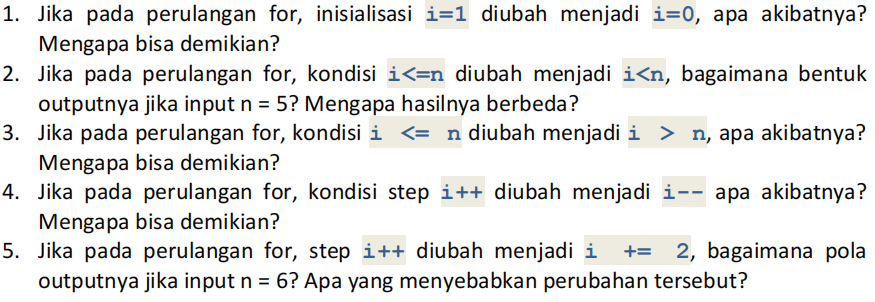 1. Jika pada perulangan for, inisialisasi i=1 diubah menjadi i=0, apa akibatnya?
Mengapa bisa demikian?
2. Jika pada perulangan for, kondisi i<=n diubah menjadi i<n, bagaimana bentuk
outputnya jika input n = 5? Mengapa hasilnya berbeda?
3. Jika pada perulangan for, kondisi i <= n diubah menjadi i > n, apa akibatnya?
Mengapa bisa demikian?
4. Jika pada perulangan for, kondisi step i++ diubah menjadi i-- apa akibatnya?
Mengapa bisa demikian?
5. Jika pada perulangan for, step i++ diubah menjadi i += 2, bagaimana pola
outputnya jika input n = 6? Apa yang menyebabkan perubahan tersebut?